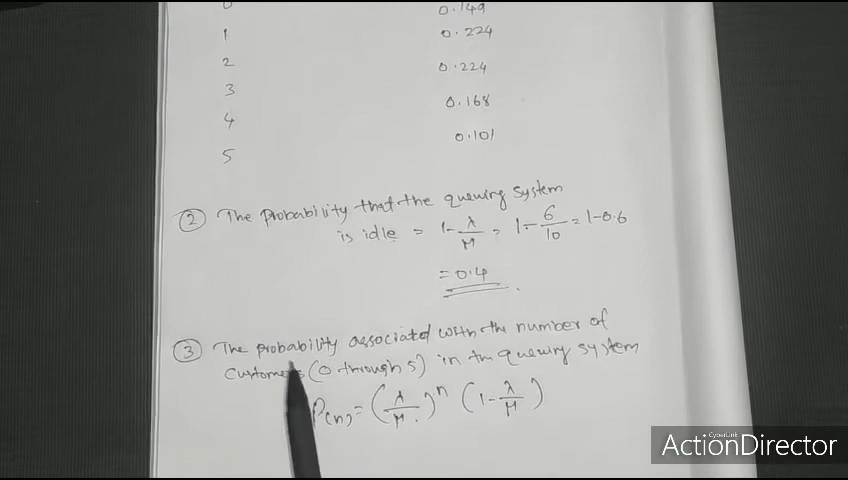 0 0.149
1 0.224
2 0.224
3 0.168
4 0.101
5
② The Probability that the queuing system
is idle = 1 - λ/μ = 1 - 6/10 = 1-0.6
= 0.4
③ The probability associated with the number of
customers (0 through 5) in the queuing system
P(n) = (λ/μ)^n (1 - λ/μ)
CyberLink
ActionDirector